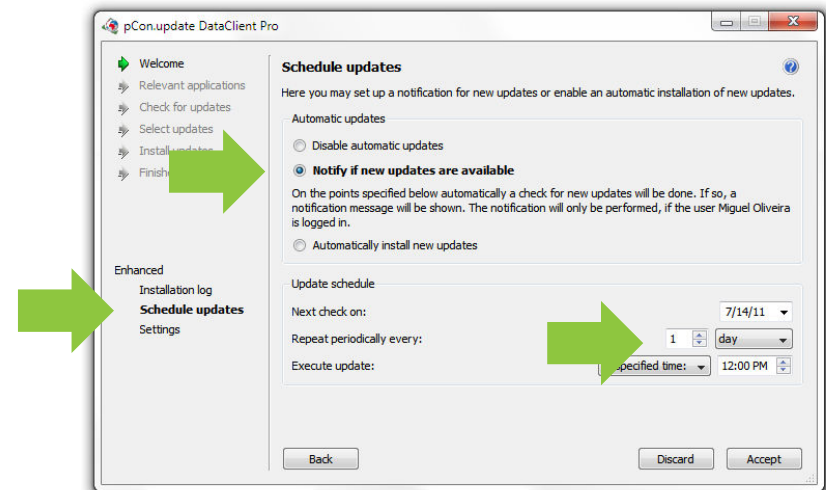 pCon.update DataClient Pro
Welcome
Relevant applications
Check for updates
Select updates
Install updates
Finish
Enhanced
Installation log
Schedule updates
Settings
Schedule updates
Here you may set up a notification for new updates or enable an automatic installation of new updates.
Automatic updates
Disable automatic updates
Notify if new updates are available
On the points specified below automatically a check for new updates will be done. If so, a
notification message will be shown. The notification will only be performed, if the user Miguel Oliveira
is logged in.
Automatically install new updates
Update schedule
Next check on: 7/14/11
Repeat periodically every: 1 day
Execute update: specified time: 12:00 PM
Back Discard Accept